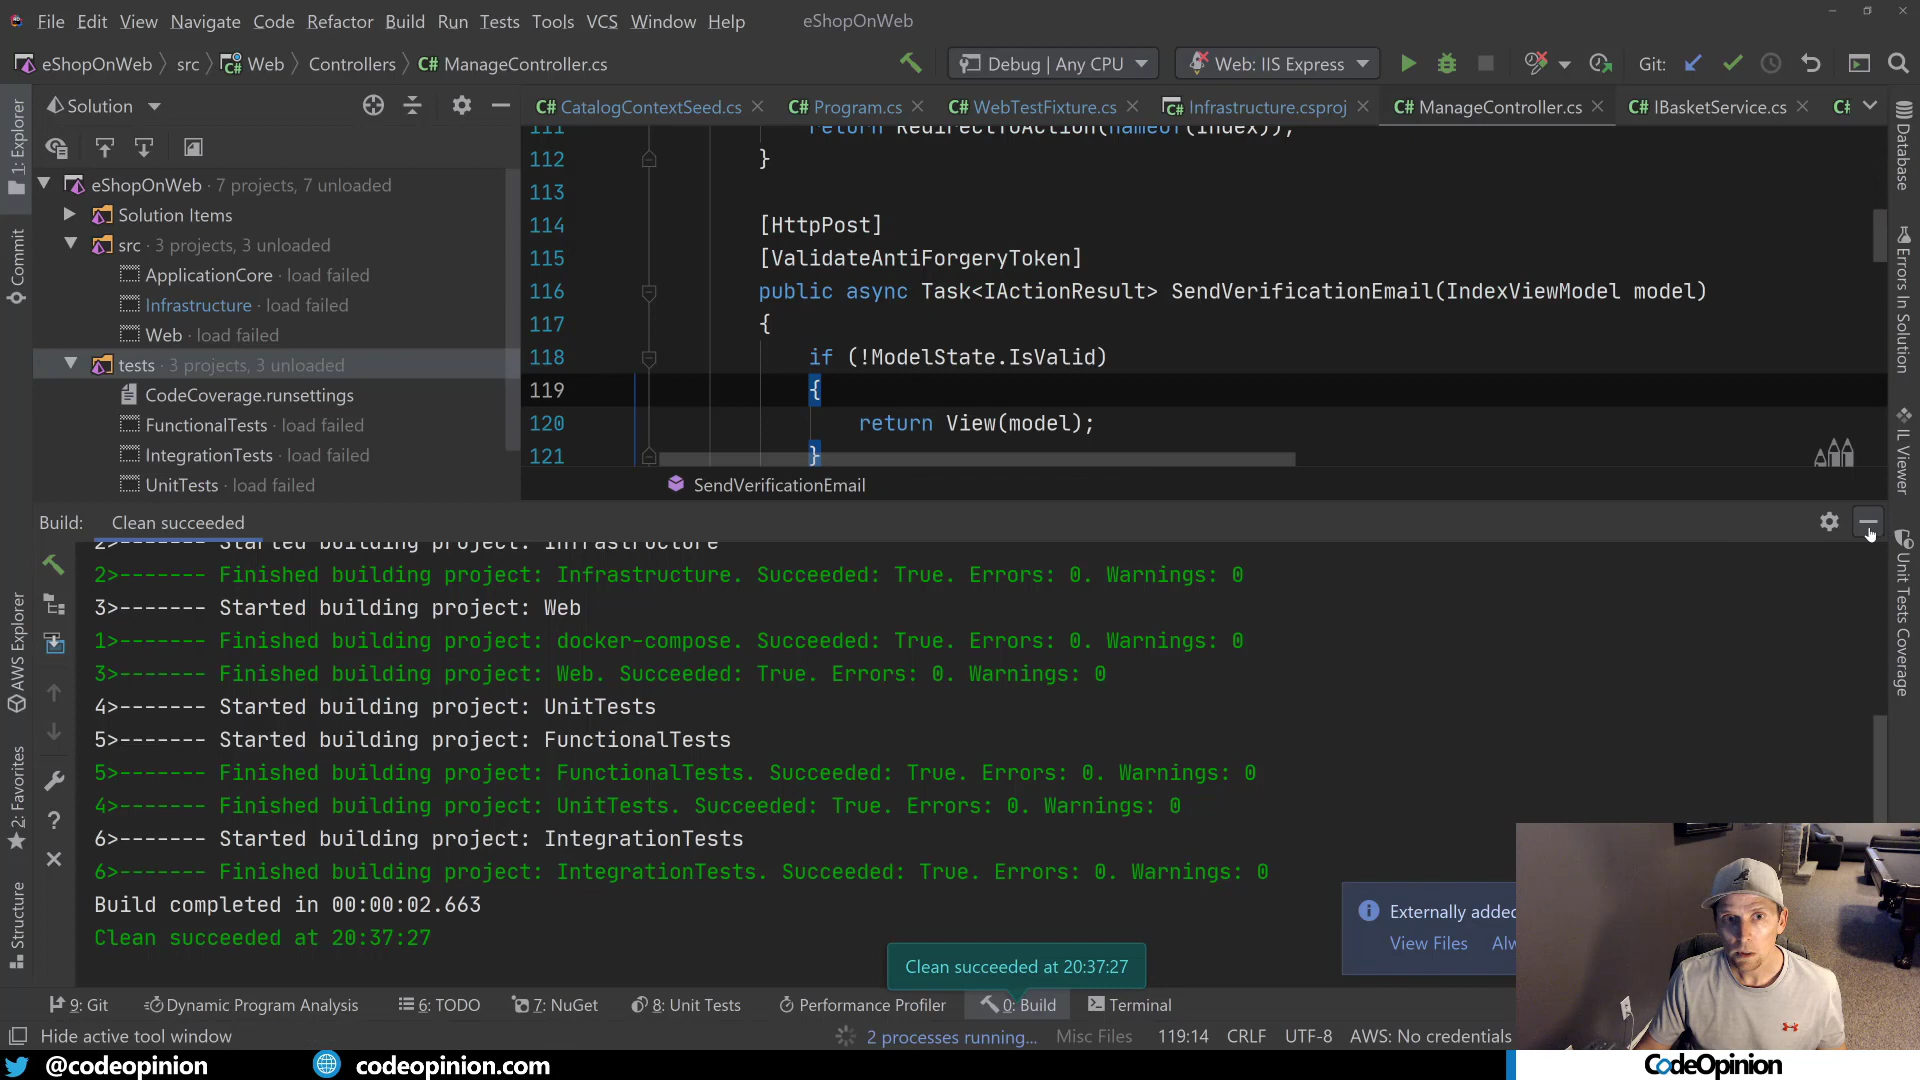 File Edit View Navigate Code Refactor Build Run Tests Tools VCS Window Help eShopOnWeb
eShopOnWeb src Web Controllers C# ManageController.cs Debug | Any CPU Web: IIS Express Git:
Solution
C# CatalogContextSeed.cs C# Program.cs C# WebTestFixture.cs Infrastructure.csproj C# ManageController.cs C# IBasketService.cs C#
1: Explorer
Commit
AWS Explorer
2: Favorites
Structure
eShopOnWeb · 7 projects, 7 unloaded
Solution Items
src · 3 projects, 3 unloaded
ApplicationCore · load failed
Infrastructure · load failed
Web · load failed
tests · 3 projects, 3 unloaded
CodeCoverage.runsettings
FunctionalTests · load failed
IntegrationTests · load failed
UnitTests · load failed
111 return RedirectToAction(nameof(Index));
112 }
113
114 [HttpPost]
115 [ValidateAntiForgeryToken]
116 public async Task<IActionResult> SendVerificationEmail(IndexViewModel model)
117 {
118 if (!ModelState.IsValid)
119 {
120 return View(model);
121 }
SendVerificationEmail
Database
Errors In Solution
IL Viewer
Unit Tests Coverage
Build: Clean succeeded
2>------- Started building project: Infrastructure
2>------- Finished building project: Infrastructure. Succeeded: True. Errors: 0. Warnings: 0
3>------- Started building project: Web
1>------- Finished building project: docker-compose. Succeeded: True. Errors: 0. Warnings: 0
3>------- Finished building project: Web. Succeeded: True. Errors: 0. Warnings: 0
4>------- Started building project: UnitTests
5>------- Started building project: FunctionalTests
5>------- Finished building project: FunctionalTests. Succeeded: True. Errors: 0. Warnings: 0
4>------- Finished building project: UnitTests. Succeeded: True. Errors: 0. Warnings: 0
6>------- Started building project: IntegrationTests
6>------- Finished building project: IntegrationTests. Succeeded: True. Errors: 0. Warnings: 0
Build completed in 00:00:02.663
Clean succeeded at 20:37:27
Externally added
View Files Alw
Clean succeeded at 20:37:27
9: Git Dynamic Program Analysis 6: TODO 7: NuGet 8: Unit Tests Performance Profiler 0: Build Terminal
Hide active tool window 2 processes running... Misc Files 119:14 CRLF UTF-8 AWS: No credentials
@codeopinion codeopinion.com CodeOpinion